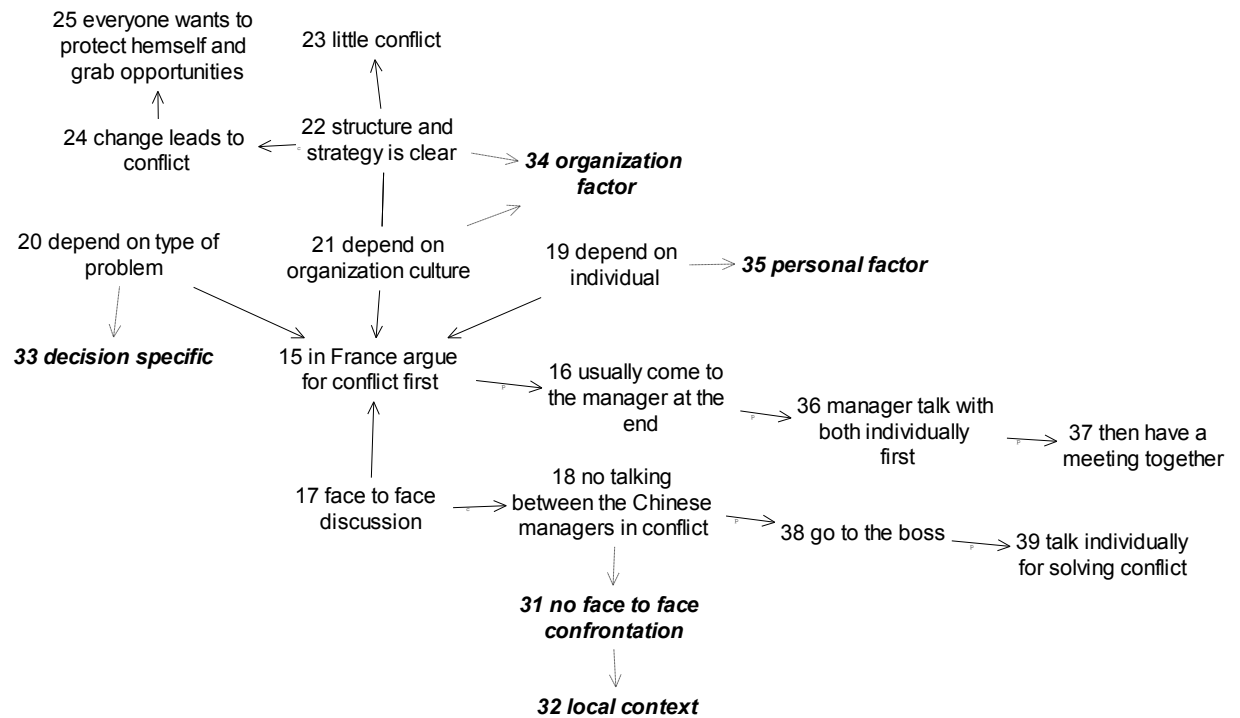 25 everyone wants to
protect hemself and
grab opportunities
23 little conflict
24 change leads to
conflict
22 structure and
strategy is clear
34 organization
factor
20 depend on type of
problem
21 depend on
organization culture
19 depend on
individual
35 personal factor
33 decision specific
15 in France argue
for conflict first
16 usually come to
the manager at the
end
36 manager talk with
both individually
first
37 then have a
meeting together
17 face to face
discussion
18 no talking
between the Chinese
managers in conflict
38 go to the boss
39 talk individually
for solving conflict
31 no face to face
confrontation
32 local context